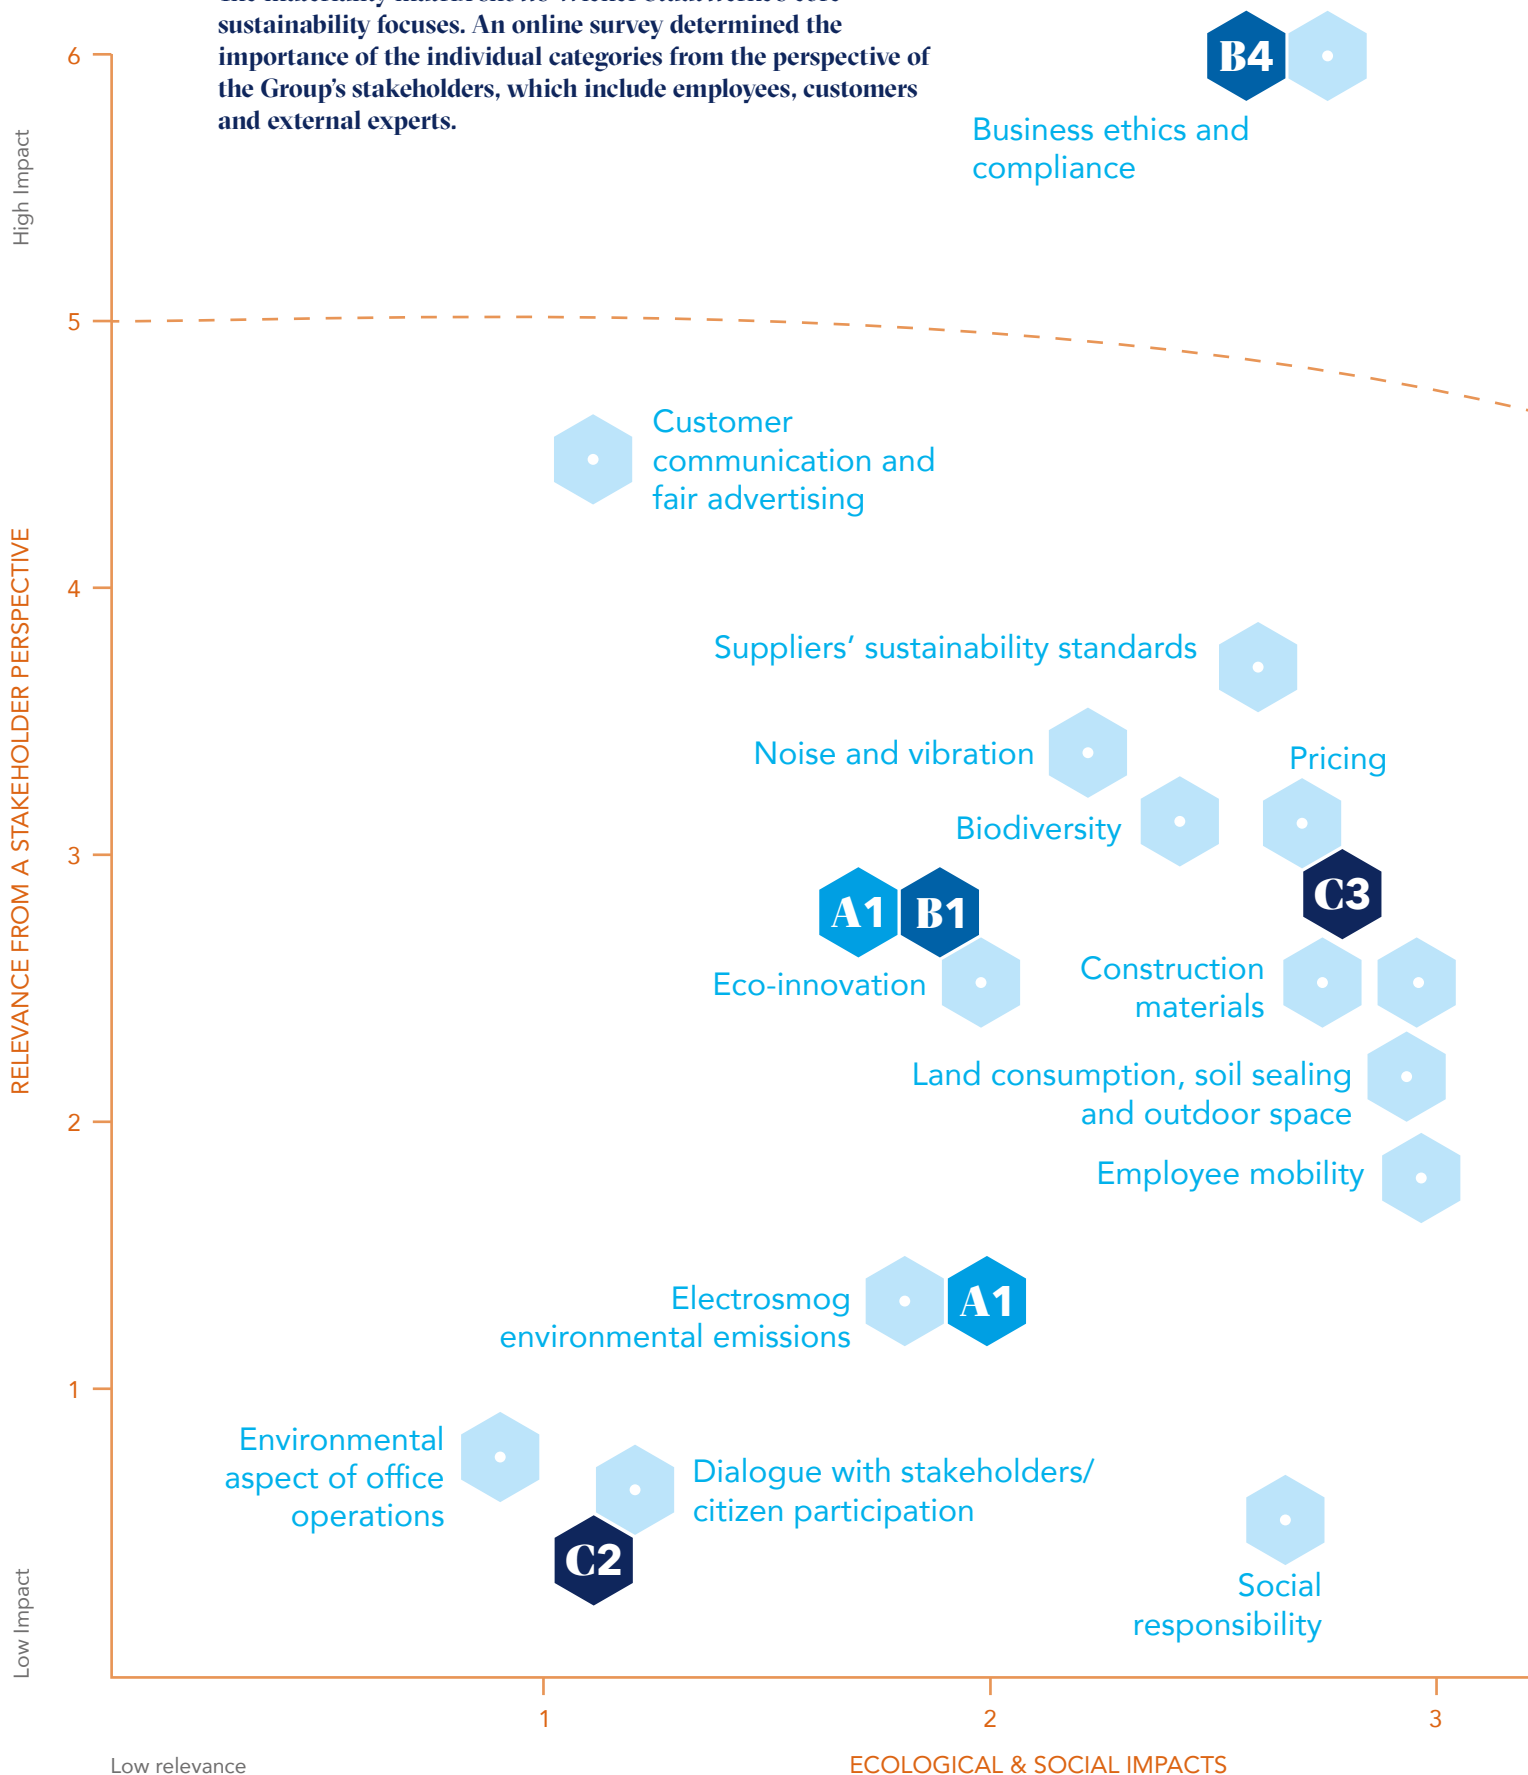 sustainability focuses. An online survey determined the
importance of the individual categories from the perspective of
the Group's stakeholders, which include employees, customers
and external experts.
6
B4
Business ethics and
compliance
High Impact
5
Customer
communication and
fair advertising
4
RELEVANCE FROM A STAKEHOLDER PERSPECTIVE
Suppliers' sustainability standards
Noise and vibration
Pricing
Biodiversity
3
A1 B1
C3
Eco-innovation
Construction
materials
Land consumption, soil sealing
and outdoor space
2
Employee mobility
Electrosmog
environmental emissions
A1
1
Environmental
aspect of office
operations
Dialogue with stakeholders/
citizen participation
C2
Social
responsibility
Low Impact
1 2 3
Low relevance
ECOLOGICAL & SOCIAL IMPACTS